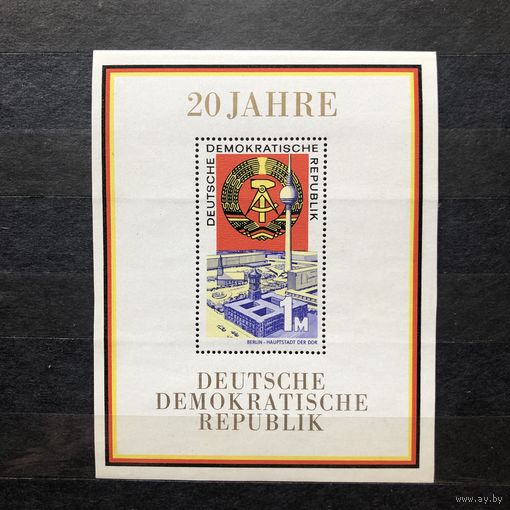 20 JAHRE
DEUTSCHE DEMOKRATISCHE REPUBLIK
1M
BERLIN - HAUPTSTADT DER DDR
DEUTSCHE
DEMOKRATISCHE
REPUBLIK
www.ay.by